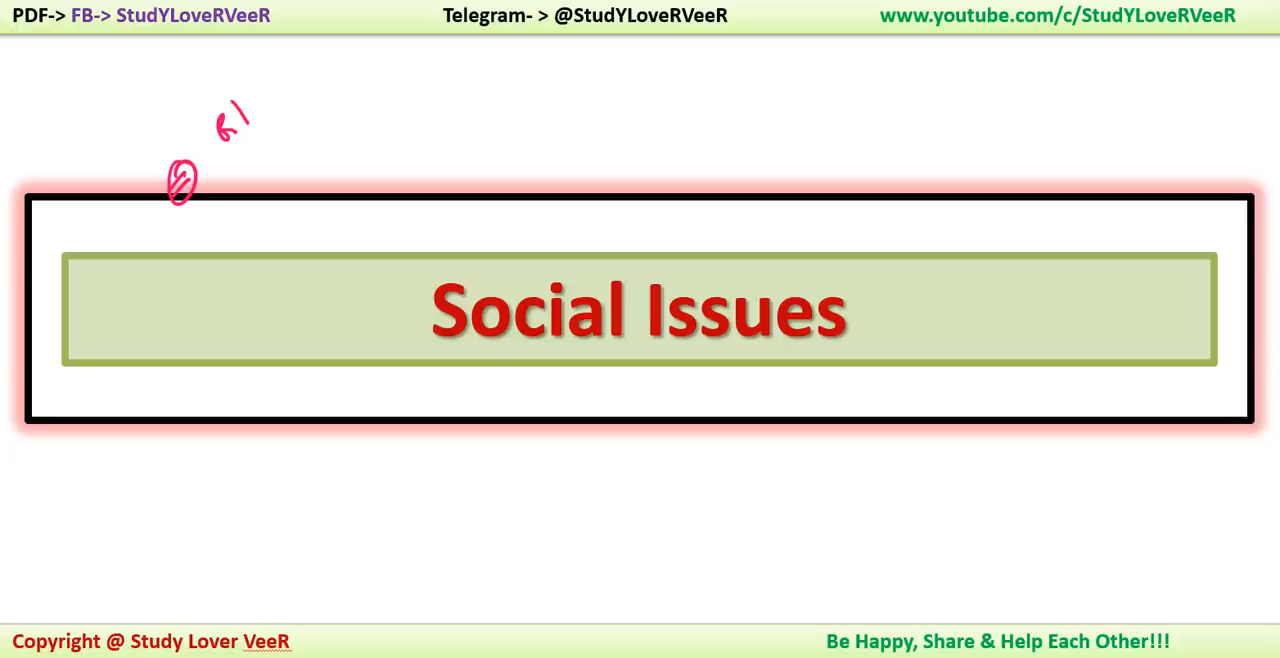 PDF-> FB-> StudYLoveRVeeR Telegram- > @StudYLoveRVeeR www.youtube.com/c/StudYLoveRVeeR
Social Issues
Copyright @ Study Lover VeeR Be Happy, Share & Help Each Other!!!